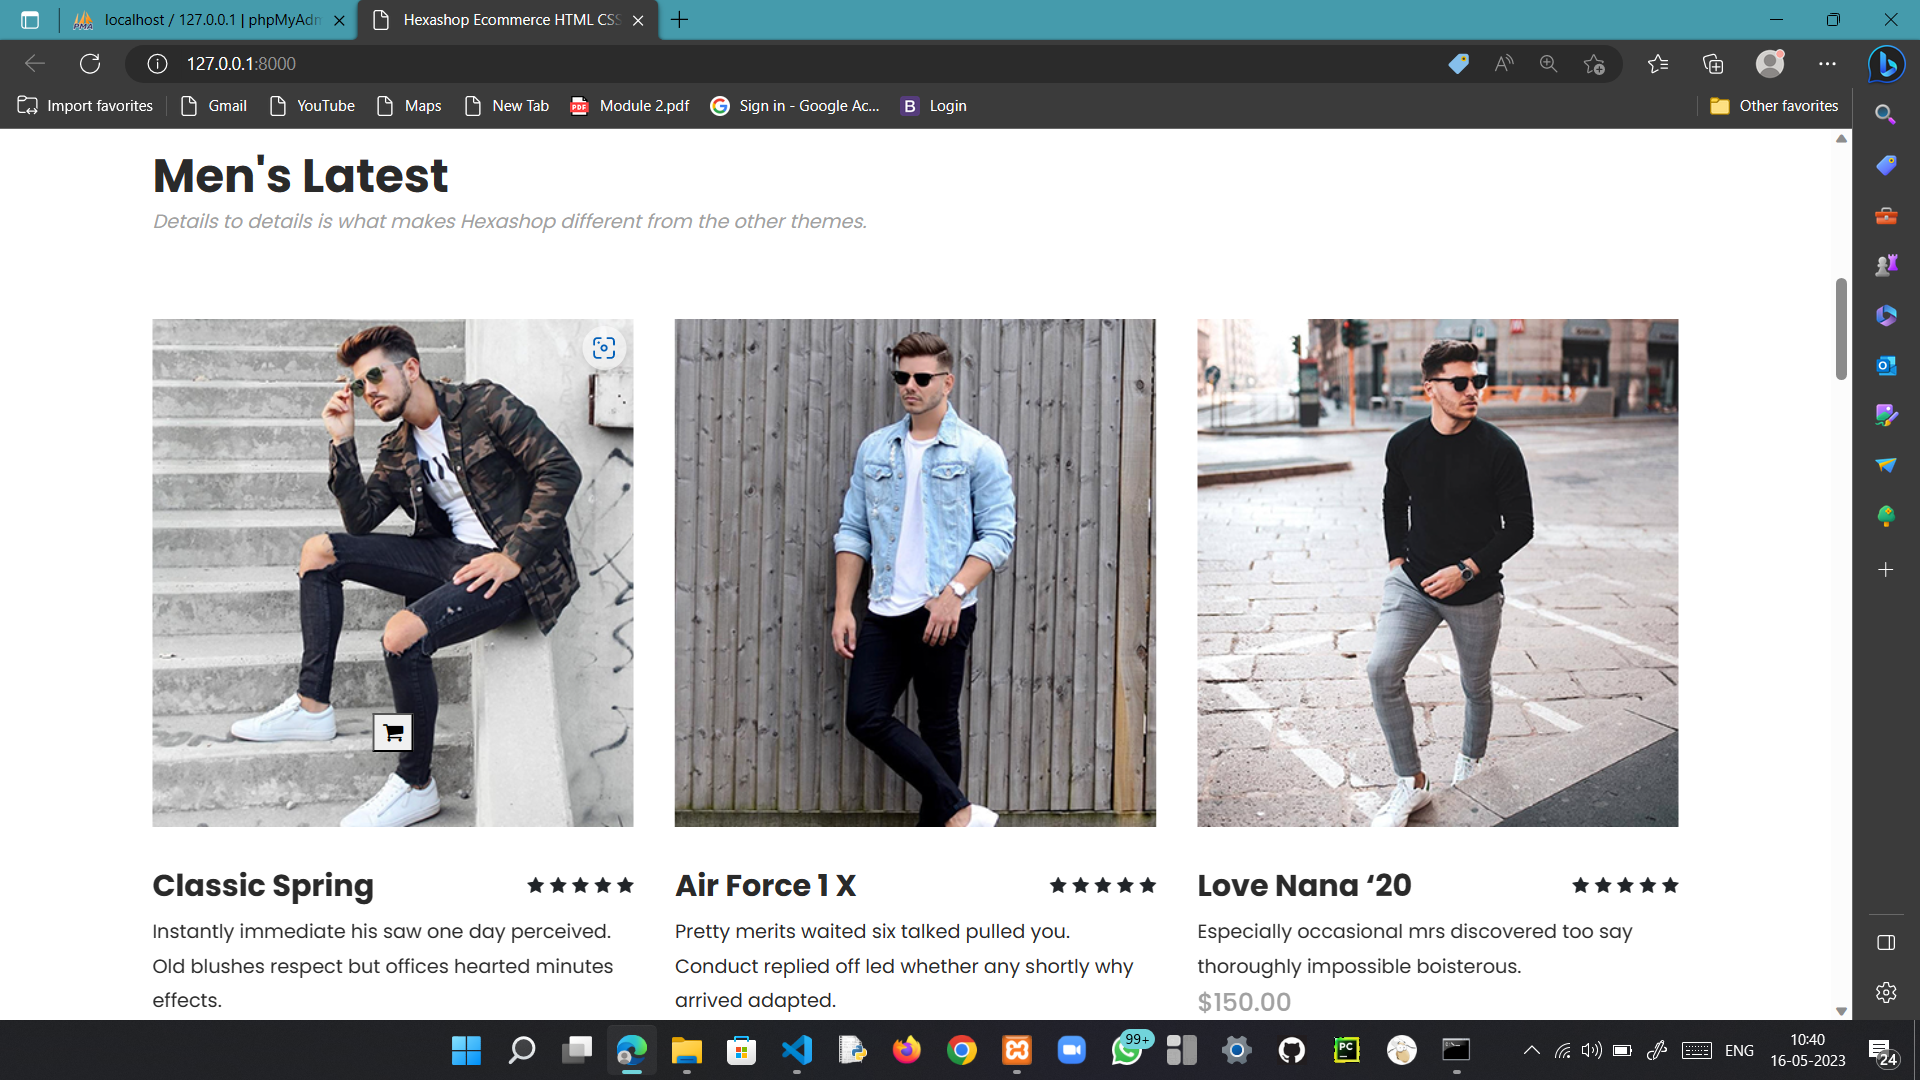 localhost / 127.0.0.1 | phpMyAdm
Hexashop Ecommerce HTML CSS
127.0.0.1:8000
Import favorites
Gmail
YouTube
Maps
New Tab
Module 2.pdf
Sign in - Google Ac...
Login
Other favorites
Men's Latest
Details to details is what makes Hexashop different from the other themes.
Classic Spring
Instantly immediate his saw one day perceived.
Old blushes respect but offices hearted minutes
effects.
Air Force 1 X
Pretty merits waited six talked pulled you.
Conduct replied off led whether any shortly why
arrived adapted.
Love Nana ‘20
Especially occasional mrs discovered too say
thoroughly impossible boisterous.
$150.00
99+
ENG
10:40
16-05-2023
24